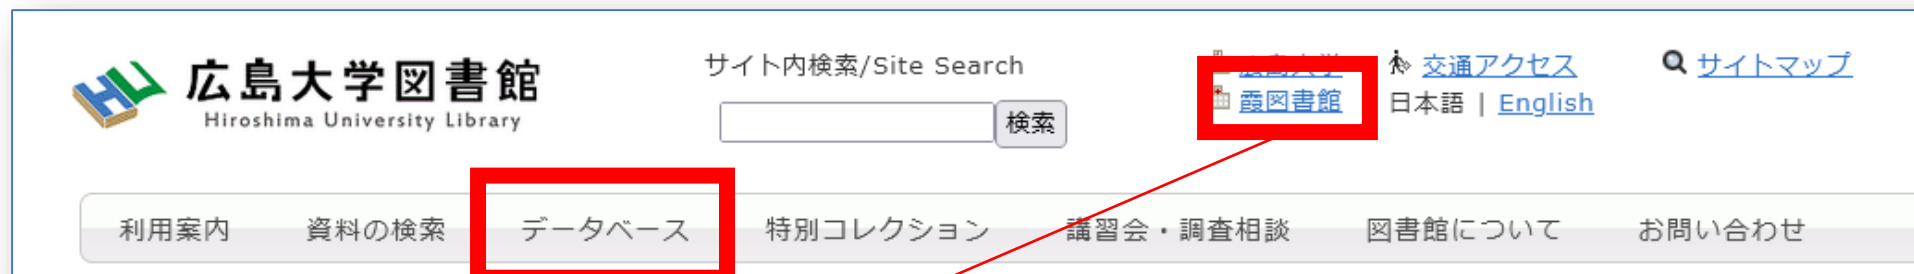 広島大学図書館
Hiroshima University Library
サイト内検索/Site Search
検索
広島大学
霞図書館
交通アクセス
日本語 | English
サイトマップ
利用案内 資料の検索 データベース 特別コレクション 講習会・調査相談 図書館について お問い合わせ